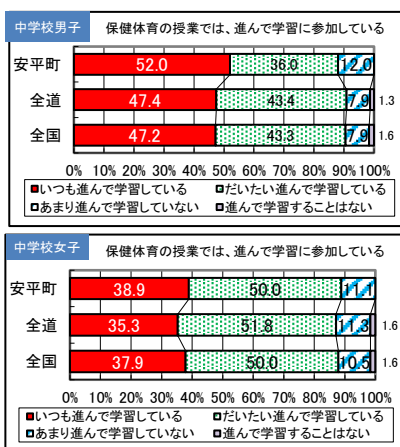 中学校男子 保健体育の授業では、進んで学習に参加している
安平町 52.0 36.0 12.0
全道 47.4 43.4 7.9 1.3
全国 47.2 43.3 7.9 1.6
0% 10% 20% 30% 40% 50% 60% 70% 80% 90% 100%
■いつも進んで学習している だいたい進んで学習している
あまり進んで学習していない 進んで学習することはない
中学校女子 保健体育の授業では、進んで学習に参加している
安平町 38.9 50.0 11.1
全道 35.3 51.8 11.3 1.6
全国 37.9 50.0 10.5 1.6
0% 10% 20% 30% 40% 50% 60% 70% 80% 90% 100%
■いつも進んで学習している だいたい進んで学習している
あまり進んで学習していない 進んで学習することはない